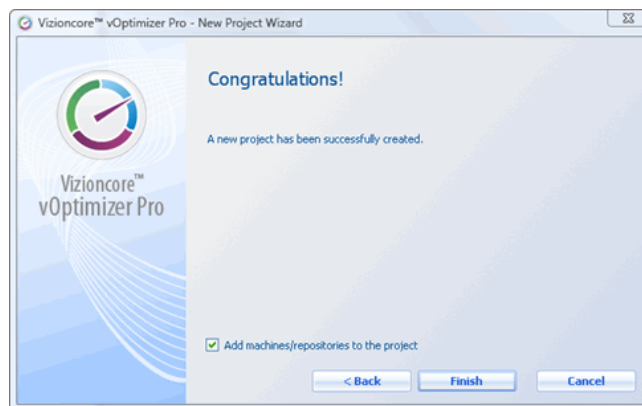 Vizioncore™ vOptimizer Pro - New Project Wizard
Congratulations!
A new project has been successfully created.
Vizioncore™
vOptimizer Pro
Add machines/repositories to the project
< Back
Finish
Cancel